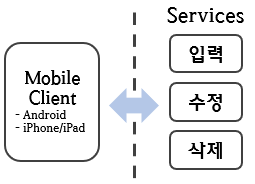 Services
Mobile
Client
- Android
- iPhone/iPad
입력
수정
삭제